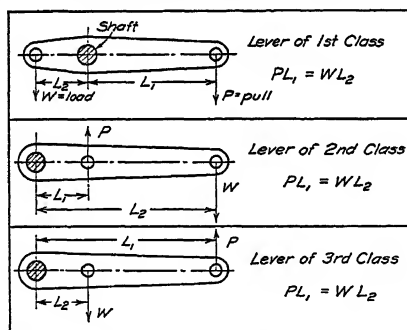 Shaft
L₂
L₁
W=load
P=pull
Lever of 1st Class
PL₁ = WL₂
P
L₁
W
L₂
Lever of 2nd Class
PL₁ = WL₂
L₁
P
L₂
W
Lever of 3rd Class
PL₁ = WL₂